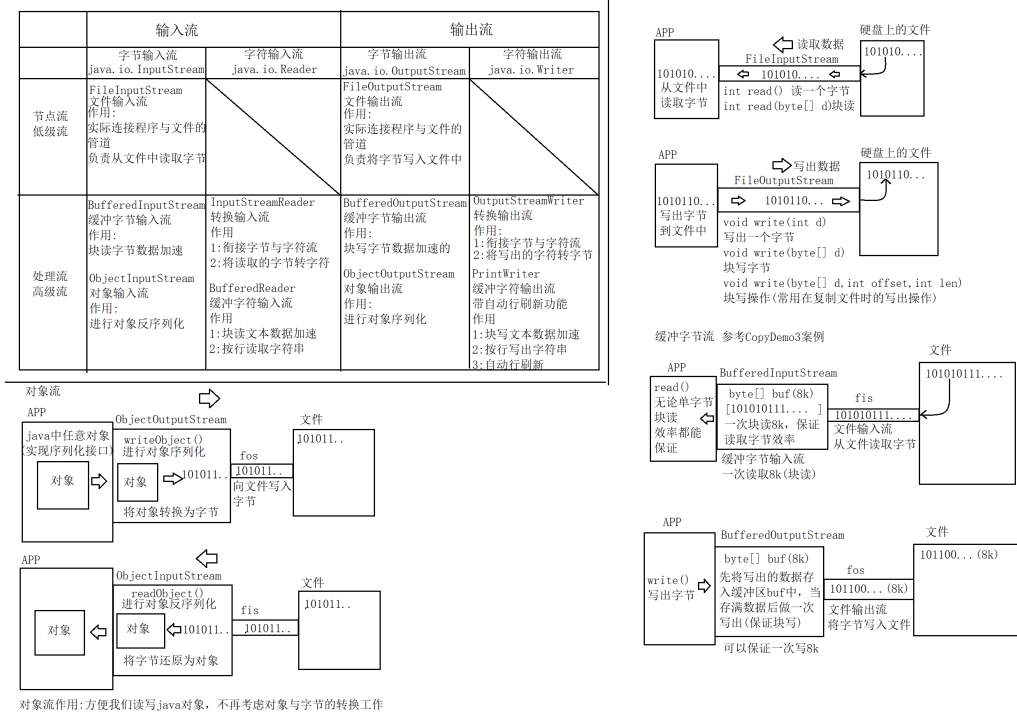 输入流
输出流
字节输入流
java.io.InputStream
字符输入流
java.io.Reader
字节输出流
java.io.OutputStream
字符输出流
java.io.Writer
节点流
低级流
FileInputStream
文件输入流
作用:
实际连接程序与文件的
管道
负责从文件中读取字节
FileOutputStream
文件输出流
作用:
实际连接程序与文件的
管道
负责将字节写入文件中
处理流
高级流
BufferedInputStream
缓冲字节输入流
作用:
块读字节数据加速
ObjectInputStream
对象输入流
作用:
进行对象反序列化
InputStreamReader
转换输入流
作用
1:衔接字节与字符流
2:将读取的字节转字符
BufferedReader
缓冲字符输入流
作用
1:块读文本数据加速
2:按行读取字符串
BufferedOutputStream
缓冲字节输出流
作用:
块写字节数据加速的
ObjectOutputStream
对象输出流
作用:
进行对象序列化
OutputStreamWriter
转换输出流
作用:
1:衔接字节与字符流
2:将写出的字符转字节
PrintWriter
缓冲字符输出流
带自动行刷新功能
作用
1:块写文本数据加速
2:按行写出字符串
3:自动行刷新
对象流
APP
java中任意对象
(实现序列化接口)
对象
ObjectOutputStream
writeObject()
进行对象序列化
对象
101011..
将对象转换为字节
fos
101011..
向文件写入
字节
文件
101011..
APP
对象
ObjectInputStream
readObject()
进行对象反序列化
对象
101011..
将字节还原为对象
fis
101011..
文件
101011..
对象流作用:方便我们读写java对象，不再考虑对象与字节的转换工作
APP
101010....
从文件中
读取字节
读取数据
FileInputStream
101010....
int read() 读一个字节
int read(byte[] d)块读
硬盘上的文件
101010....
APP
1010110...
写出字节
到文件中
写出数据
FileOutputStream
1010110...
void write(int d)
写出一个字节
void write(byte[] d)
块写字节
void write(byte[] d,int offset,int len)
块写操作(常用在复制文件时的写出操作)
硬盘上的文件
1010110...
缓冲字节流 参考CopyDemo3案例
APP
read()
无论单字节
块读
效率都能
保证
BufferedInputStream
byte[] buf(8k)
[101010111.... ]
一次块读8k，保证
读取字节效率
缓冲字节输入流
一次读取8k(块读)
fis
101010111....
文件输入流
从文件读取字节
文件
101010111....
APP
write()
写出字节
BufferedOutputStream
byte[] buf(8k)
先将写出的数据存
入缓冲区buf中，当
存满数据后做一次
写出(保证块写)
可以保证一次写8k
fos
101100...(8k)
文件输出流
将字节写入文件
文件
101100...(8k)